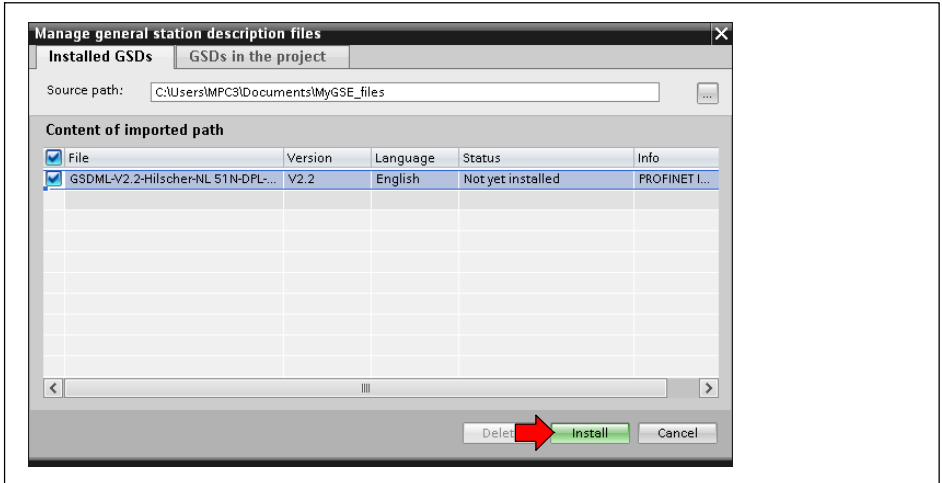 Manage general station description files
Installed GSDs GSDs in the project
Source path: C:\Users\MPC3\Documents\MyGSE_files ...
Content of imported path
File Version Language Status Info
GSDML-V2.2-Hilscher-NL 51N-DPL-... V2.2 English Not yet installed PROFINET I...
Delet Install Cancel